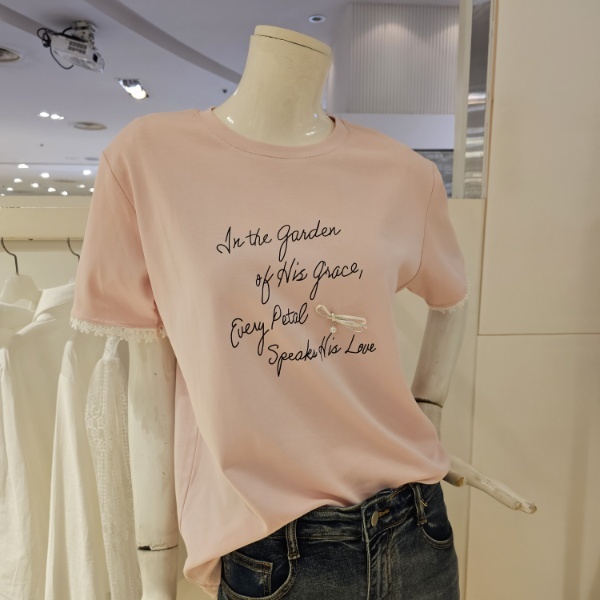 In the Garden
of His Grace,
Every Petal
Speaks His Love